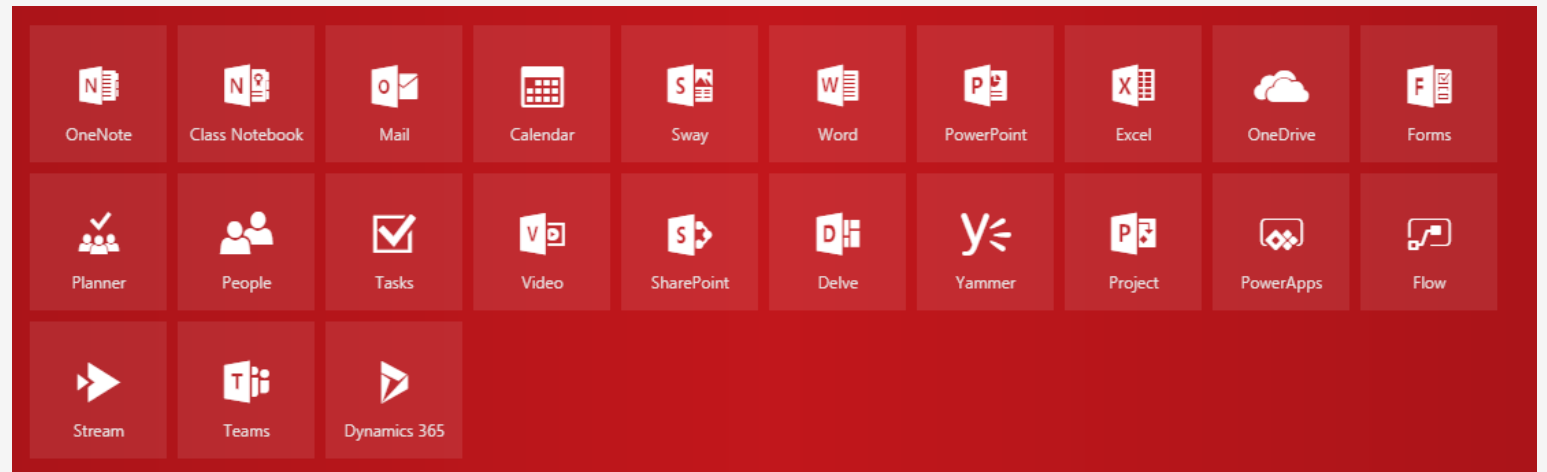 OneNote Class Notebook Mail Calendar Sway Word PowerPoint Excel OneDrive Forms
Planner People Tasks Video SharePoint Delve Yammer Project PowerApps Flow
Stream Teams Dynamics 365